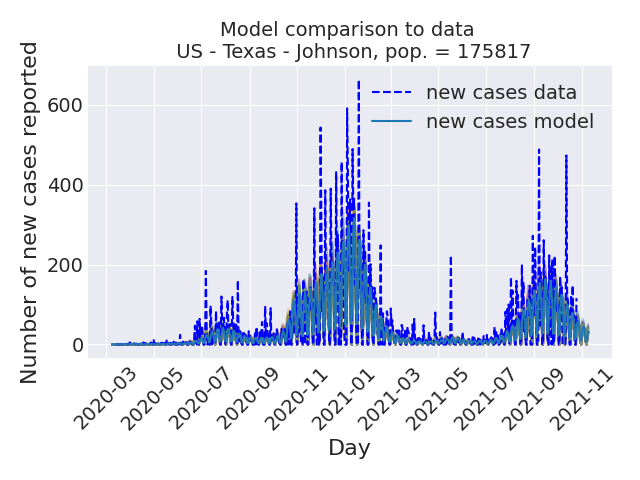 Model comparison to data
US - Texas - Johnson, pop. = 175817
Number of new cases reported
600
400
200
0
new cases data
new cases model
2020-03
2020-05
2020-07
2020-09
2020-11
2021-01
2021-03
2021-05
2021-07
2021-09
2021-11
Day